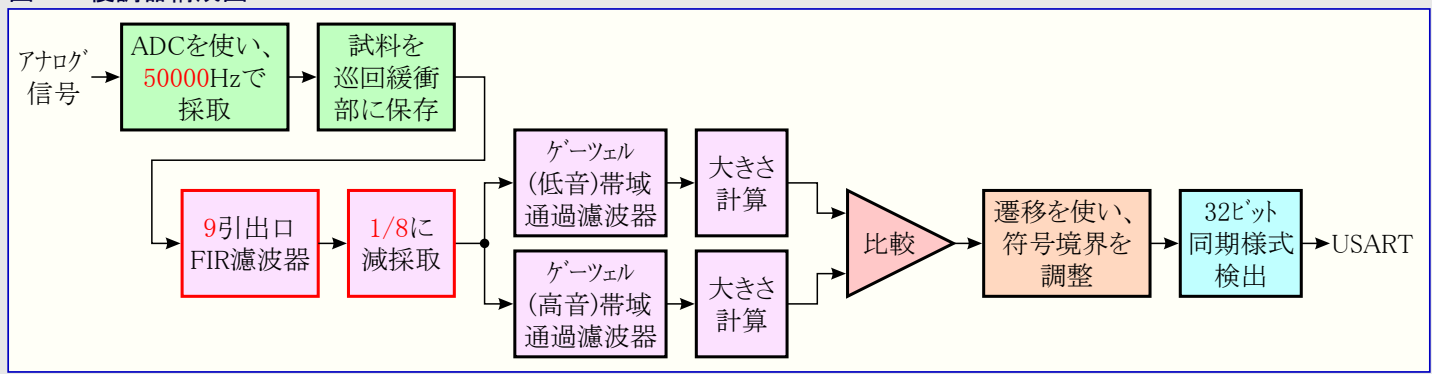 アナログ
信号
ADCを使い、
50000Hzで
採取
試料を
巡回緩衝
部に保存
9引出口
FIR濾波器
1/8に
減採取
ゲーツェル
(低音)帯域
通過濾波器
大きさ
計算
ゲーツェル
(高音)帯域
通過濾波器
大きさ
計算
比較
遷移を使い、
符号境界を
調整
32ビット
同期様式
検出
USART